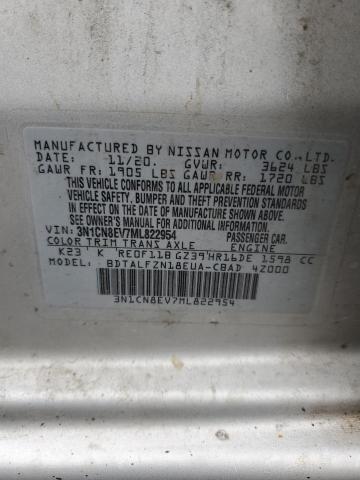 MANUFACTURED BY NISSAN MOTOR CO., LTD.
DATE: 11/20. GVWR: 3624 LBS
GAWR FR: 1905 LBS GAWR RR: 1720 LBS
THIS VEHICLE CONFORMS TO ALL APPLICABLE FEDERAL MOTOR
VEHICLE SAFETY, BUMPER AND THEFT PREVENTION STANDARDS
IN EFFECT ON THE DATE OF MANUFACTURE SHOWN ABOVE.
SEE OWNER'S MANUAL ADDITIONAL INFORMATION
VIN: 3N1CN8EV7ML822954 PASSENGER CAR.
COLOR TRIM TRANS AXLE ENGINE
K23 K RE0F11B GZ39 HR16DE 1598 CC
BDTALFZN18EUA-CBAD 4Z000
3N1CN8EV7ML822954